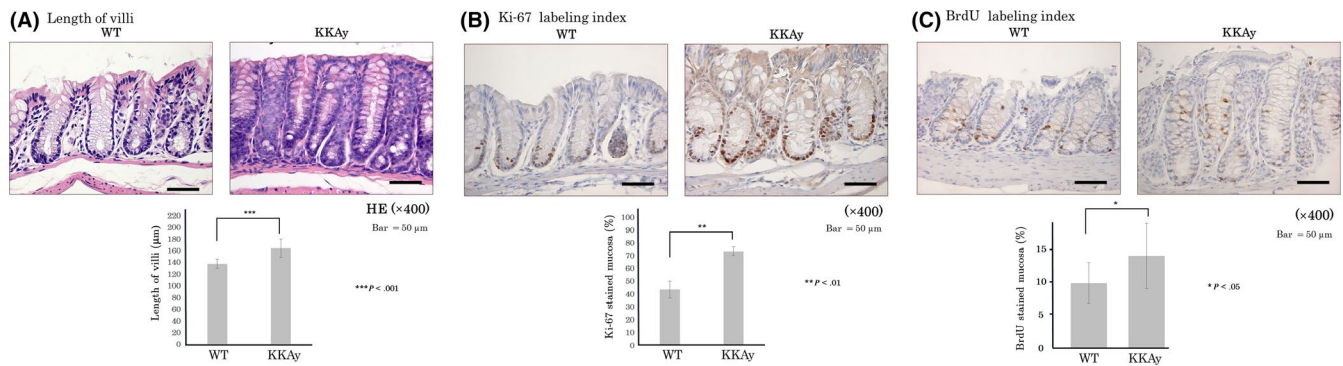 (A) Length of villi
WT
KKAy
HE (×400)
Bar = 50 µm
***
Length of villi (µm)
220
200
180
160
140
120
100
80
60
40
20
0
WT
KKAy
***P < .001
(B) Ki-67 labeling index
WT
KKAy
(×400)
Bar = 50 µm
**
Ki-67 stained mucosa (%)
100
90
80
70
60
50
40
30
20
10
0
WT
KKAy
**P < .01
(C) BrdU labeling index
WT
KKAy
(×400)
Bar = 50 µm
*
BrdU stained mucosa (%)
15
10
5
0
WT
KKAy
*P < .05